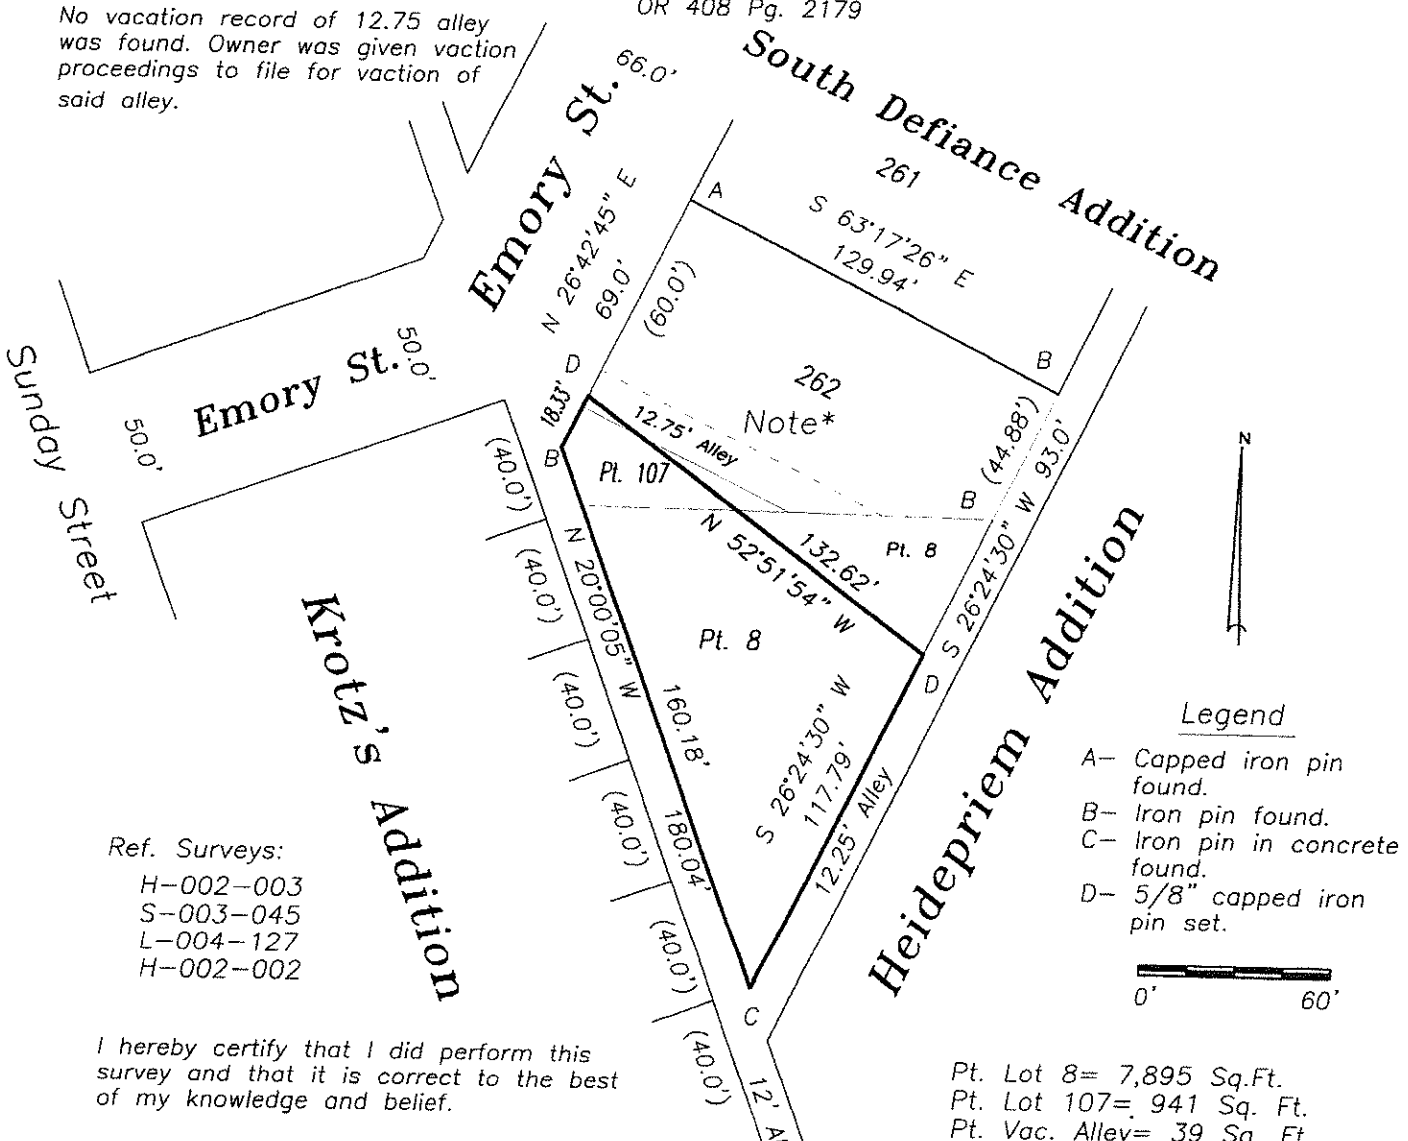 No vacation record of 12.75 alley
was found. Owner was given vaction
proceedings to file for vaction of
said alley.
OR 408 Pg. 2179
South Defiance Addition
66.0'
Emory St.
N 26°42'45" E
69.0'
(60.0')
A
261
S 63°17'26" E
129.94'
B
262
Note*
12.75' Alley
(44.88')
B
S 26°24'30" W 93.0'
D
18.33'
B
Pt. 107
Pt. 8
N 52°51'54" W
132.62'
Sunday Street
50.0'
Emory St.
50.0'
Krotz's Addition
(40.0')
(40.0')
(40.0')
(40.0')
(40.0')
(40.0')
N 20°00'05" W
160.18'
180.04'
Pt. 8
S 26°24'30" W
117.79'
12.25' Alley
D
C
12'
Heidepriem Addition
N
Legend
A- Capped iron pin
found.
B- Iron pin found.
C- Iron pin in concrete
found.
D- 5/8" capped iron
pin set.
0' 60'
Ref. Surveys:
H-002-003
S-003-045
L-004-127
H-002-002
I hereby certify that I did perform this
survey and that it is correct to the best
of my knowledge and belief.
Pt. Lot 8= 7,895 Sq.Ft.
Pt. Lot 107= 941 Sq. Ft.
Pt. Vac. Alley= 39 Sq. Ft.